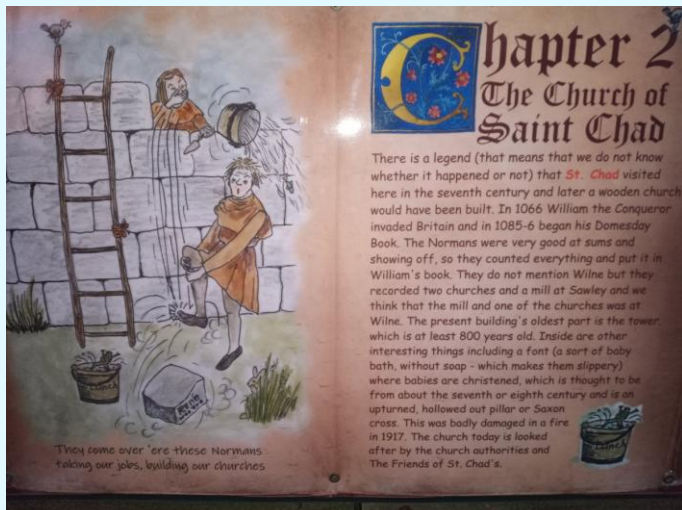 Chapter 2
The Church of
Saint Chad
There is a legend (that means that we do not know
whether it happened or not) that St. Chad visited
here in the seventh century and later a wooden church
would have been built. In 1066 William the Conqueror
invaded Britain and in 1085-6 began his Domesday
Book. The Normans were very good at sums and
showing off, so they counted everything and put it in
William's book. They do not mention Wilne but they
recorded two churches and a mill at Sawley and we
think that the mill and one of the churches was at
Wilne. The present building's oldest part is the tower,
which is at least 800 years old. Inside are other
interesting things including a font (a sort of baby
bath, without soap - which makes them slippery)
where babies are christened, which is thought to be
from about the seventh or eighth century and is an
upturned, hollowed out pillar or Saxon
cross. This was badly damaged in a fire
in 1917. The church today is looked
after by the church authorities and
The Friends of St. Chad's.
Lunch
Lunch
They come over 'ere these Normans
taking our jobs, building our churches